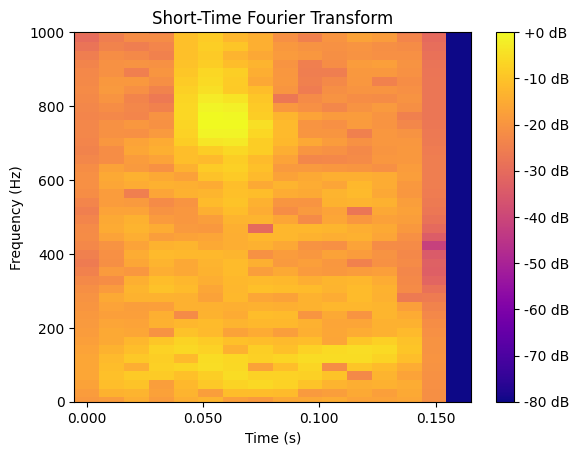 Short-Time Fourier Transform
1000
800
600
400
200
0
Frequency (Hz)
0.000
0.050
0.100
0.150
Time (s)
+0 dB
-10 dB
-20 dB
-30 dB
-40 dB
-50 dB
-60 dB
-70 dB
-80 dB